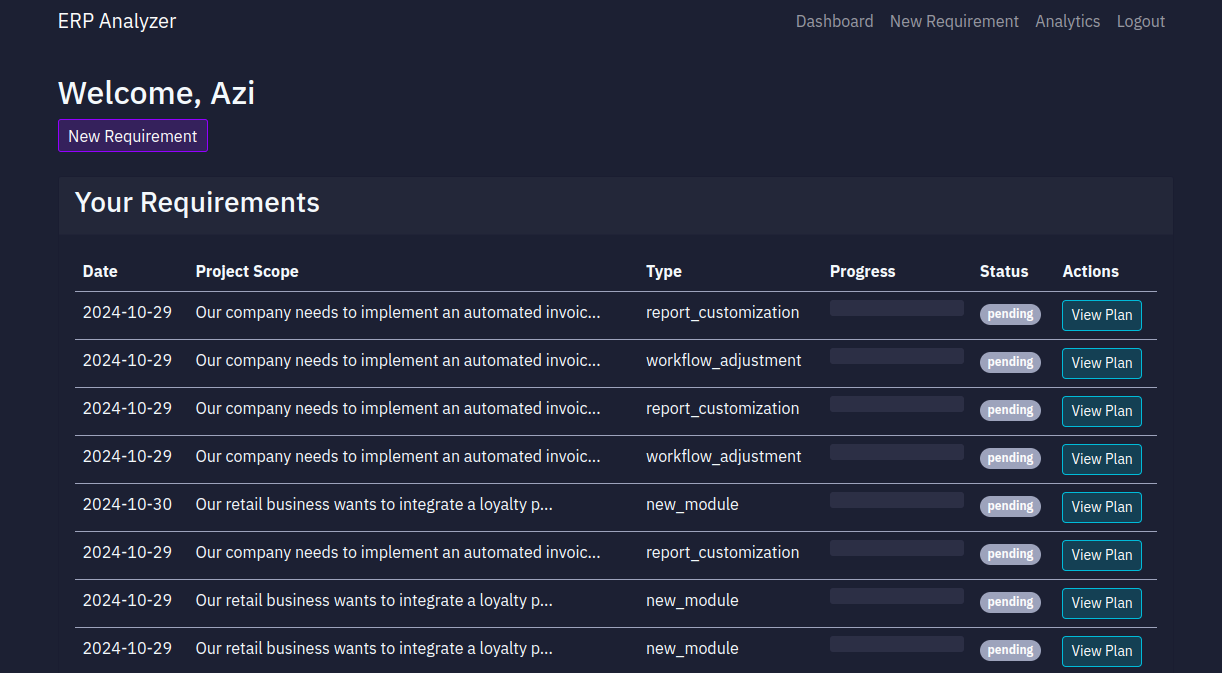 ERP Analyzer Dashboard New Requirement Analytics Logout
Welcome, Azi
New Requirement
Your Requirements
Date Project Scope Type Progress Status Actions
2024-10-29 Our company needs to implement an automated invoic... report_customization pending View Plan
2024-10-29 Our company needs to implement an automated invoic... workflow_adjustment pending View Plan
2024-10-29 Our company needs to implement an automated invoic... report_customization pending View Plan
2024-10-29 Our company needs to implement an automated invoic... workflow_adjustment pending View Plan
2024-10-30 Our retail business wants to integrate a loyalty p... new_module pending View Plan
2024-10-29 Our company needs to implement an automated invoic... report_customization pending View Plan
2024-10-29 Our retail business wants to integrate a loyalty p... new_module pending View Plan
2024-10-29 Our retail business wants to integrate a loyalty p... new_module pending View Plan